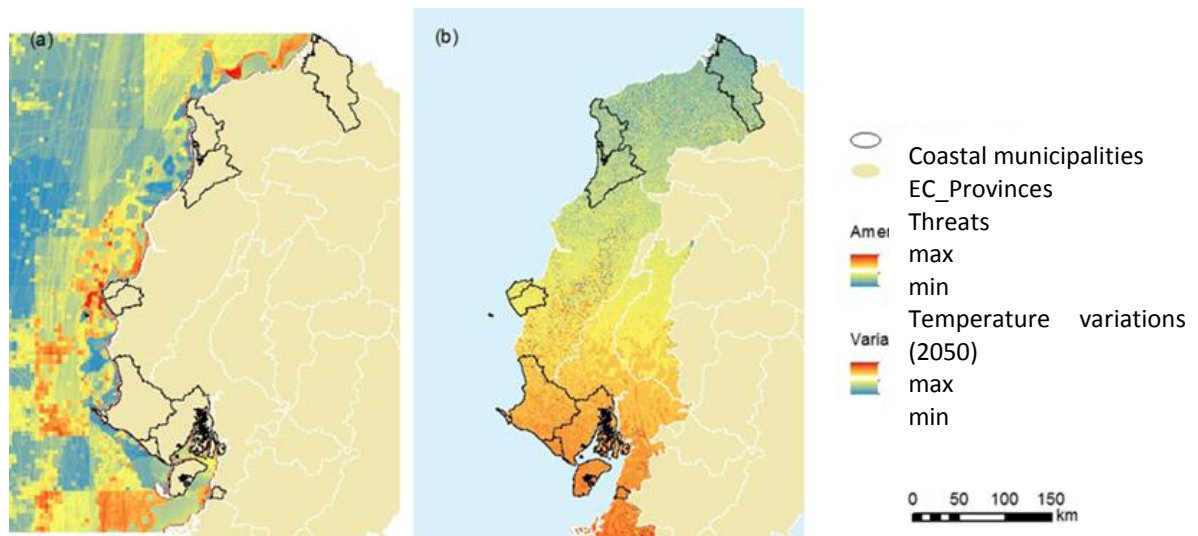 (a)
(b)
Coastal municipalities
EC_Provinces
Amer
Threats
max
min
Varia
Temperature variations
(2050)
max
min
0 50 100 150
km